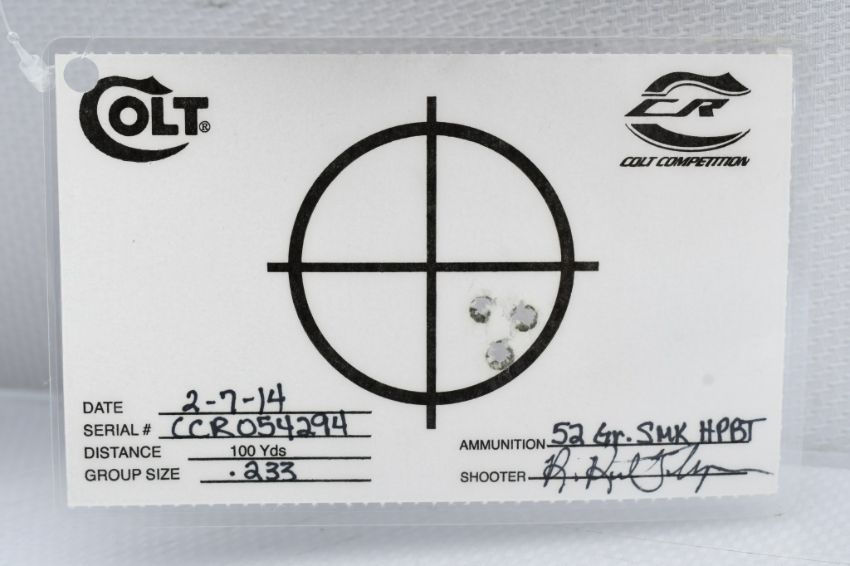 COLT®
CR
COLT COMPETITION
DATE 2-7-14
SERIAL # CCR054294
DISTANCE 100 Yds
GROUP SIZE .233
AMMUNITION 52 Gr. SMK HPBT
SHOOTER R.